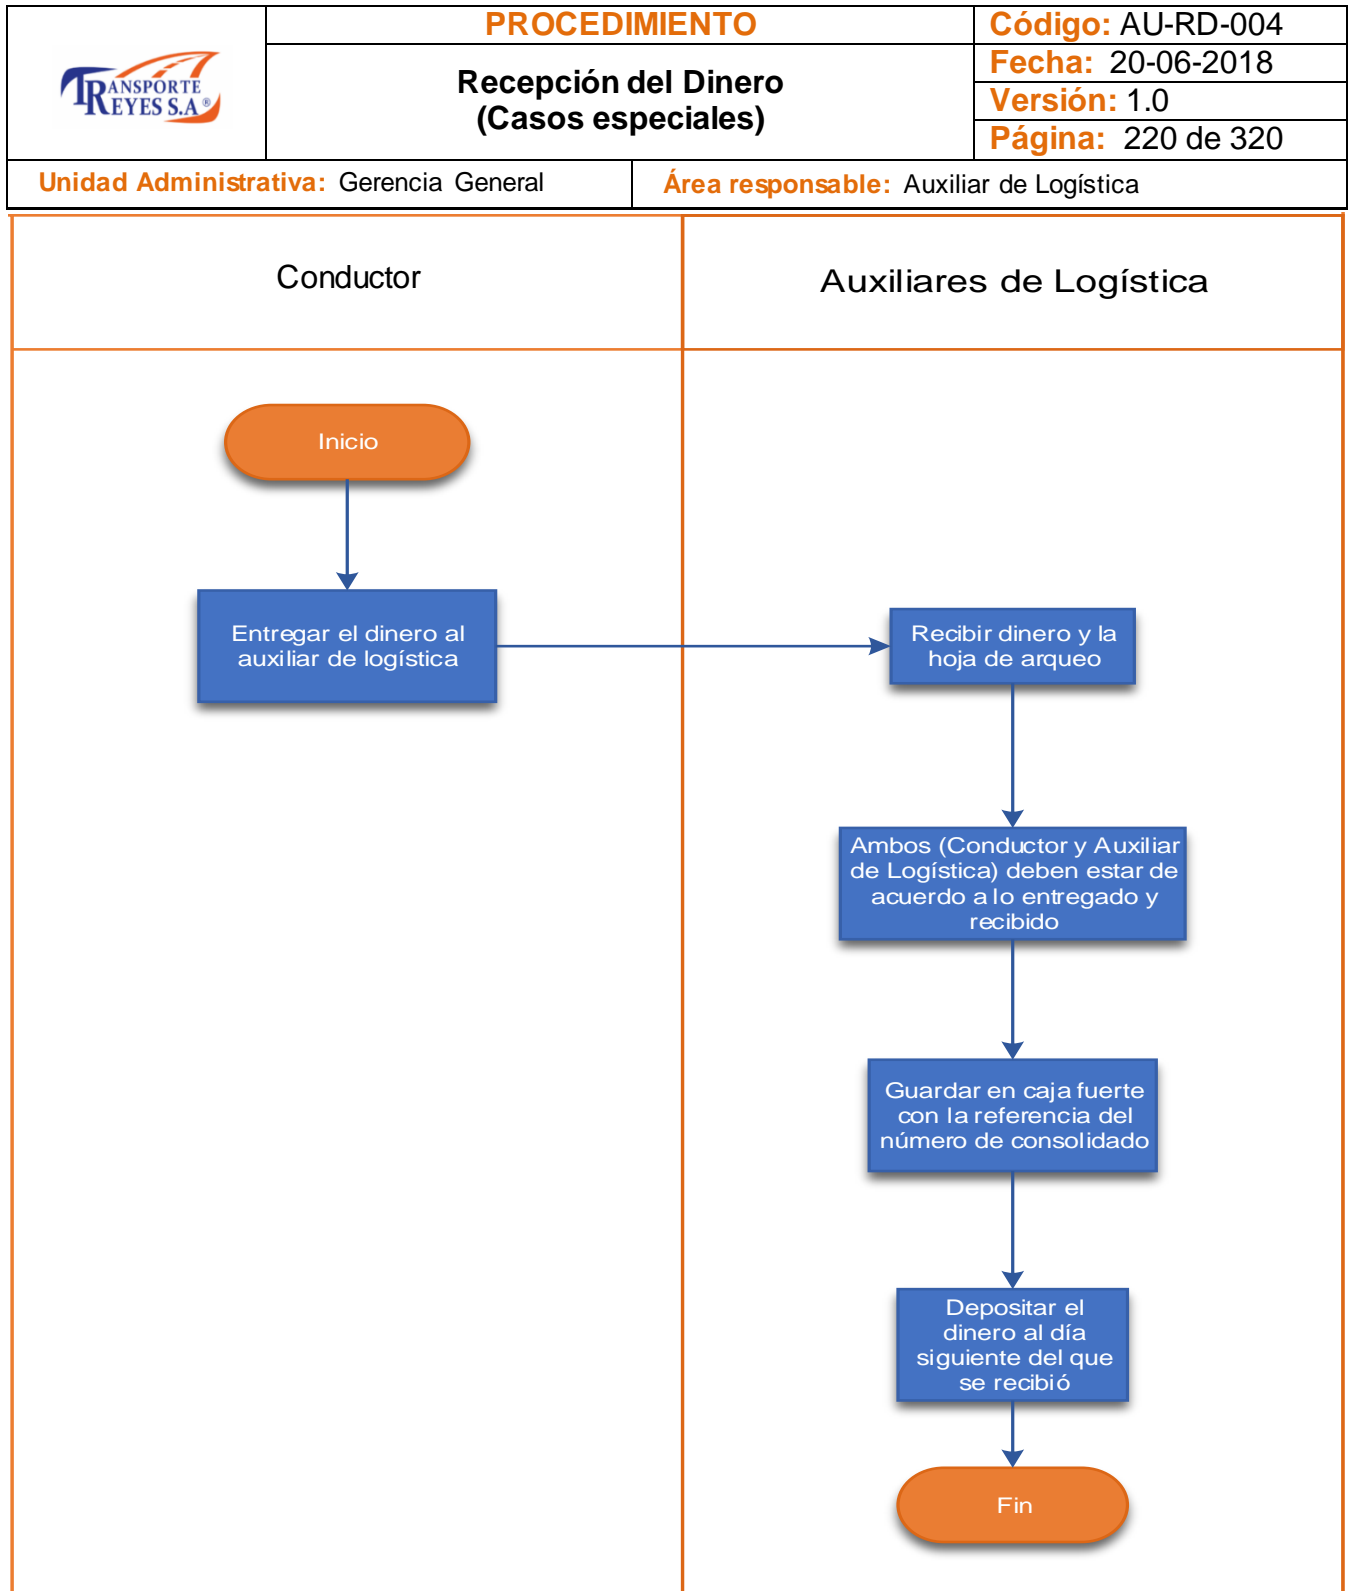 TRANSPORTE
REYES S.A ®
PROCEDIMIENTO
Recepción del Dinero
(Casos especiales)
Código: AU-RD-004
Fecha: 20-06-2018
Versión: 1.0
Página: 220 de 320
Unidad Administrativa: Gerencia General
Área responsable: Auxiliar de Logística
Conductor
Auxiliares de Logística
Inicio
Entregar el dinero al
auxiliar de logística
Recibir dinero y la
hoja de arqueo
Ambos (Conductor y Auxiliar
de Logística) deben estar de
acuerdo a lo entregado y
recibido
Guardar en caja fuerte
con la referencia del
número de consolidado
Depositar el
dinero al día
siguiente del que
se recibió
Fin